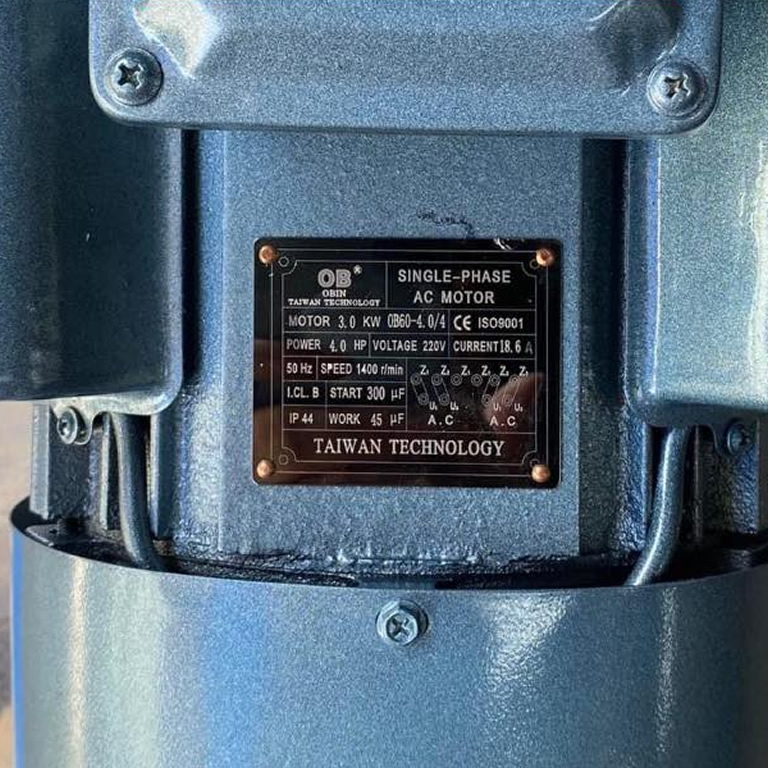 OB®
OBIN
TAIWAN TECHNOLOGY
SINGLE-PHASE
AC MOTOR
MOTOR 3.0 KW OB60-4.0/4 CE ISO9001
POWER 4.0 HP VOLTAGE 220V CURRENT 18.6 A
50 Hz SPEED 1400 r/min
I.CL. B START 300 µF
IP 44 WORK 45 µF
A.C A.C
TAIWAN TECHNOLOGY